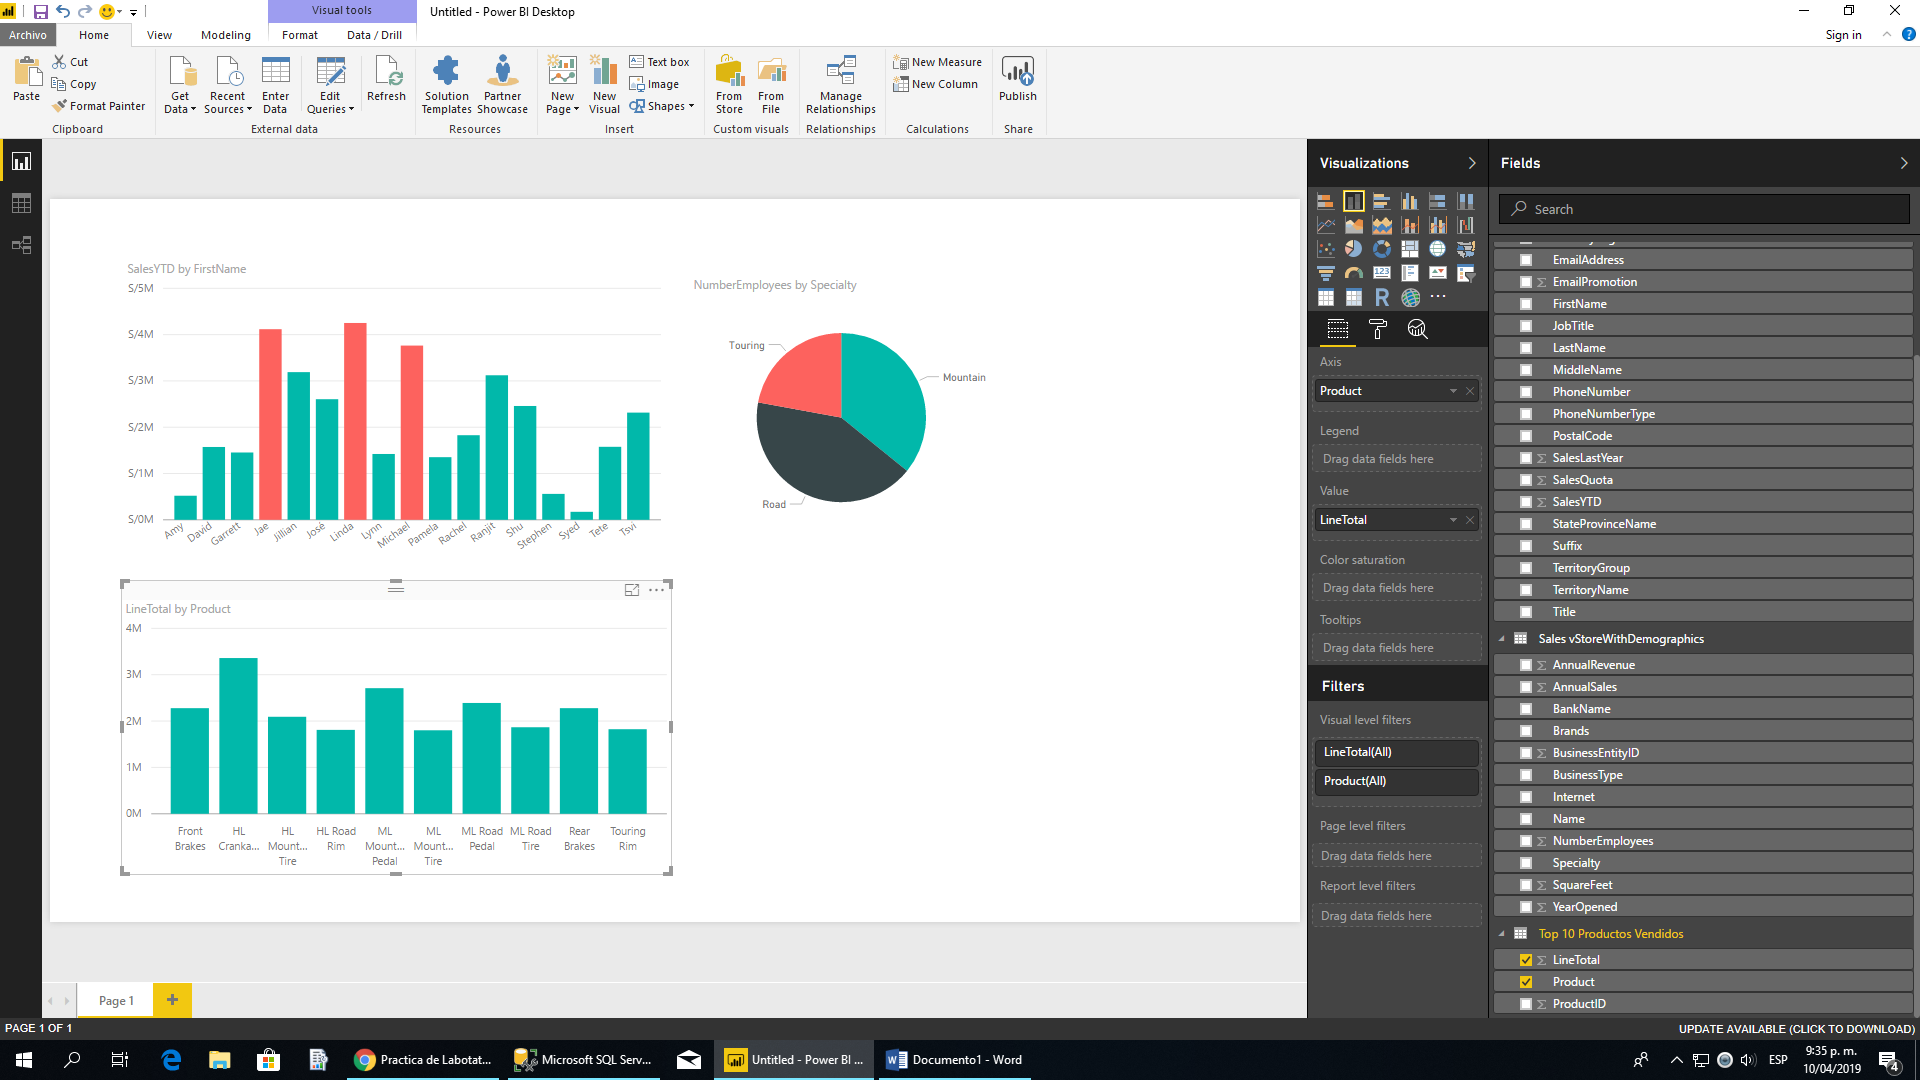 Visual tools
Untitled - Power BI Desktop
Archivo
Home
View
Modeling
Format
Data / Drill
Sign in
Paste
Cut
Copy
Format Painter
Clipboard
Get Data
Recent Sources
Enter Data
Edit Queries
Refresh
External data
Solution Templates
Partner Showcase
Resources
New Page
New Visual
Text box
Image
Shapes
Insert
From Store
From File
Custom visuals
Manage Relationships
Relationships
New Measure
New Column
Calculations
Publish
Share
SalesYTD by FirstName
S/5M
S/4M
S/3M
S/2M
S/1M
S/0M
Amy
David
Garrett
Jae
Jillian
José
Linda
Lynn
Michael
Pamela
Rachel
Ranjit
Shu
Stephen
Syed
Tete
Tsvi
NumberEmployees by Specialty
Touring
Mountain
Road
LineTotal by Product
4M
3M
2M
1M
0M
Front Brakes
HL Cranka...
HL Mount... Tire
HL Road Rim
ML Mount... Pedal
ML Mount... Tire
ML Road Pedal
ML Road Tire
Rear Brakes
Touring Rim
Page 1
PAGE 1 OF 1
Visualizations
Axis
Product
Legend
Drag data fields here
Value
LineTotal
Color saturation
Drag data fields here
Tooltips
Drag data fields here
Filters
Visual level filters
LineTotal(All)
Product(All)
Page level filters
Drag data fields here
Report level filters
Drag data fields here
Fields
Search
EmailAddress
EmailPromotion
FirstName
JobTitle
LastName
MiddleName
PhoneNumber
PhoneNumberType
PostalCode
SalesLastYear
SalesQuota
SalesYTD
StateProvinceName
Suffix
TerritoryGroup
TerritoryName
Title
Sales vStoreWithDemographics
AnnualRevenue
AnnualSales
BankName
Brands
BusinessEntityID
BusinessType
Internet
Name
NumberEmployees
Specialty
SquareFeet
YearOpened
Top 10 Productos Vendidos
LineTotal
Product
ProductID
UPDATE AVAILABLE (CLICK TO DOWNLOAD)
Practica de Labotat...
Microsoft SQL Serv...
Untitled - Power BI ...
Documento1 - Word
ESP
9:35 p. m.
10/04/2019
4